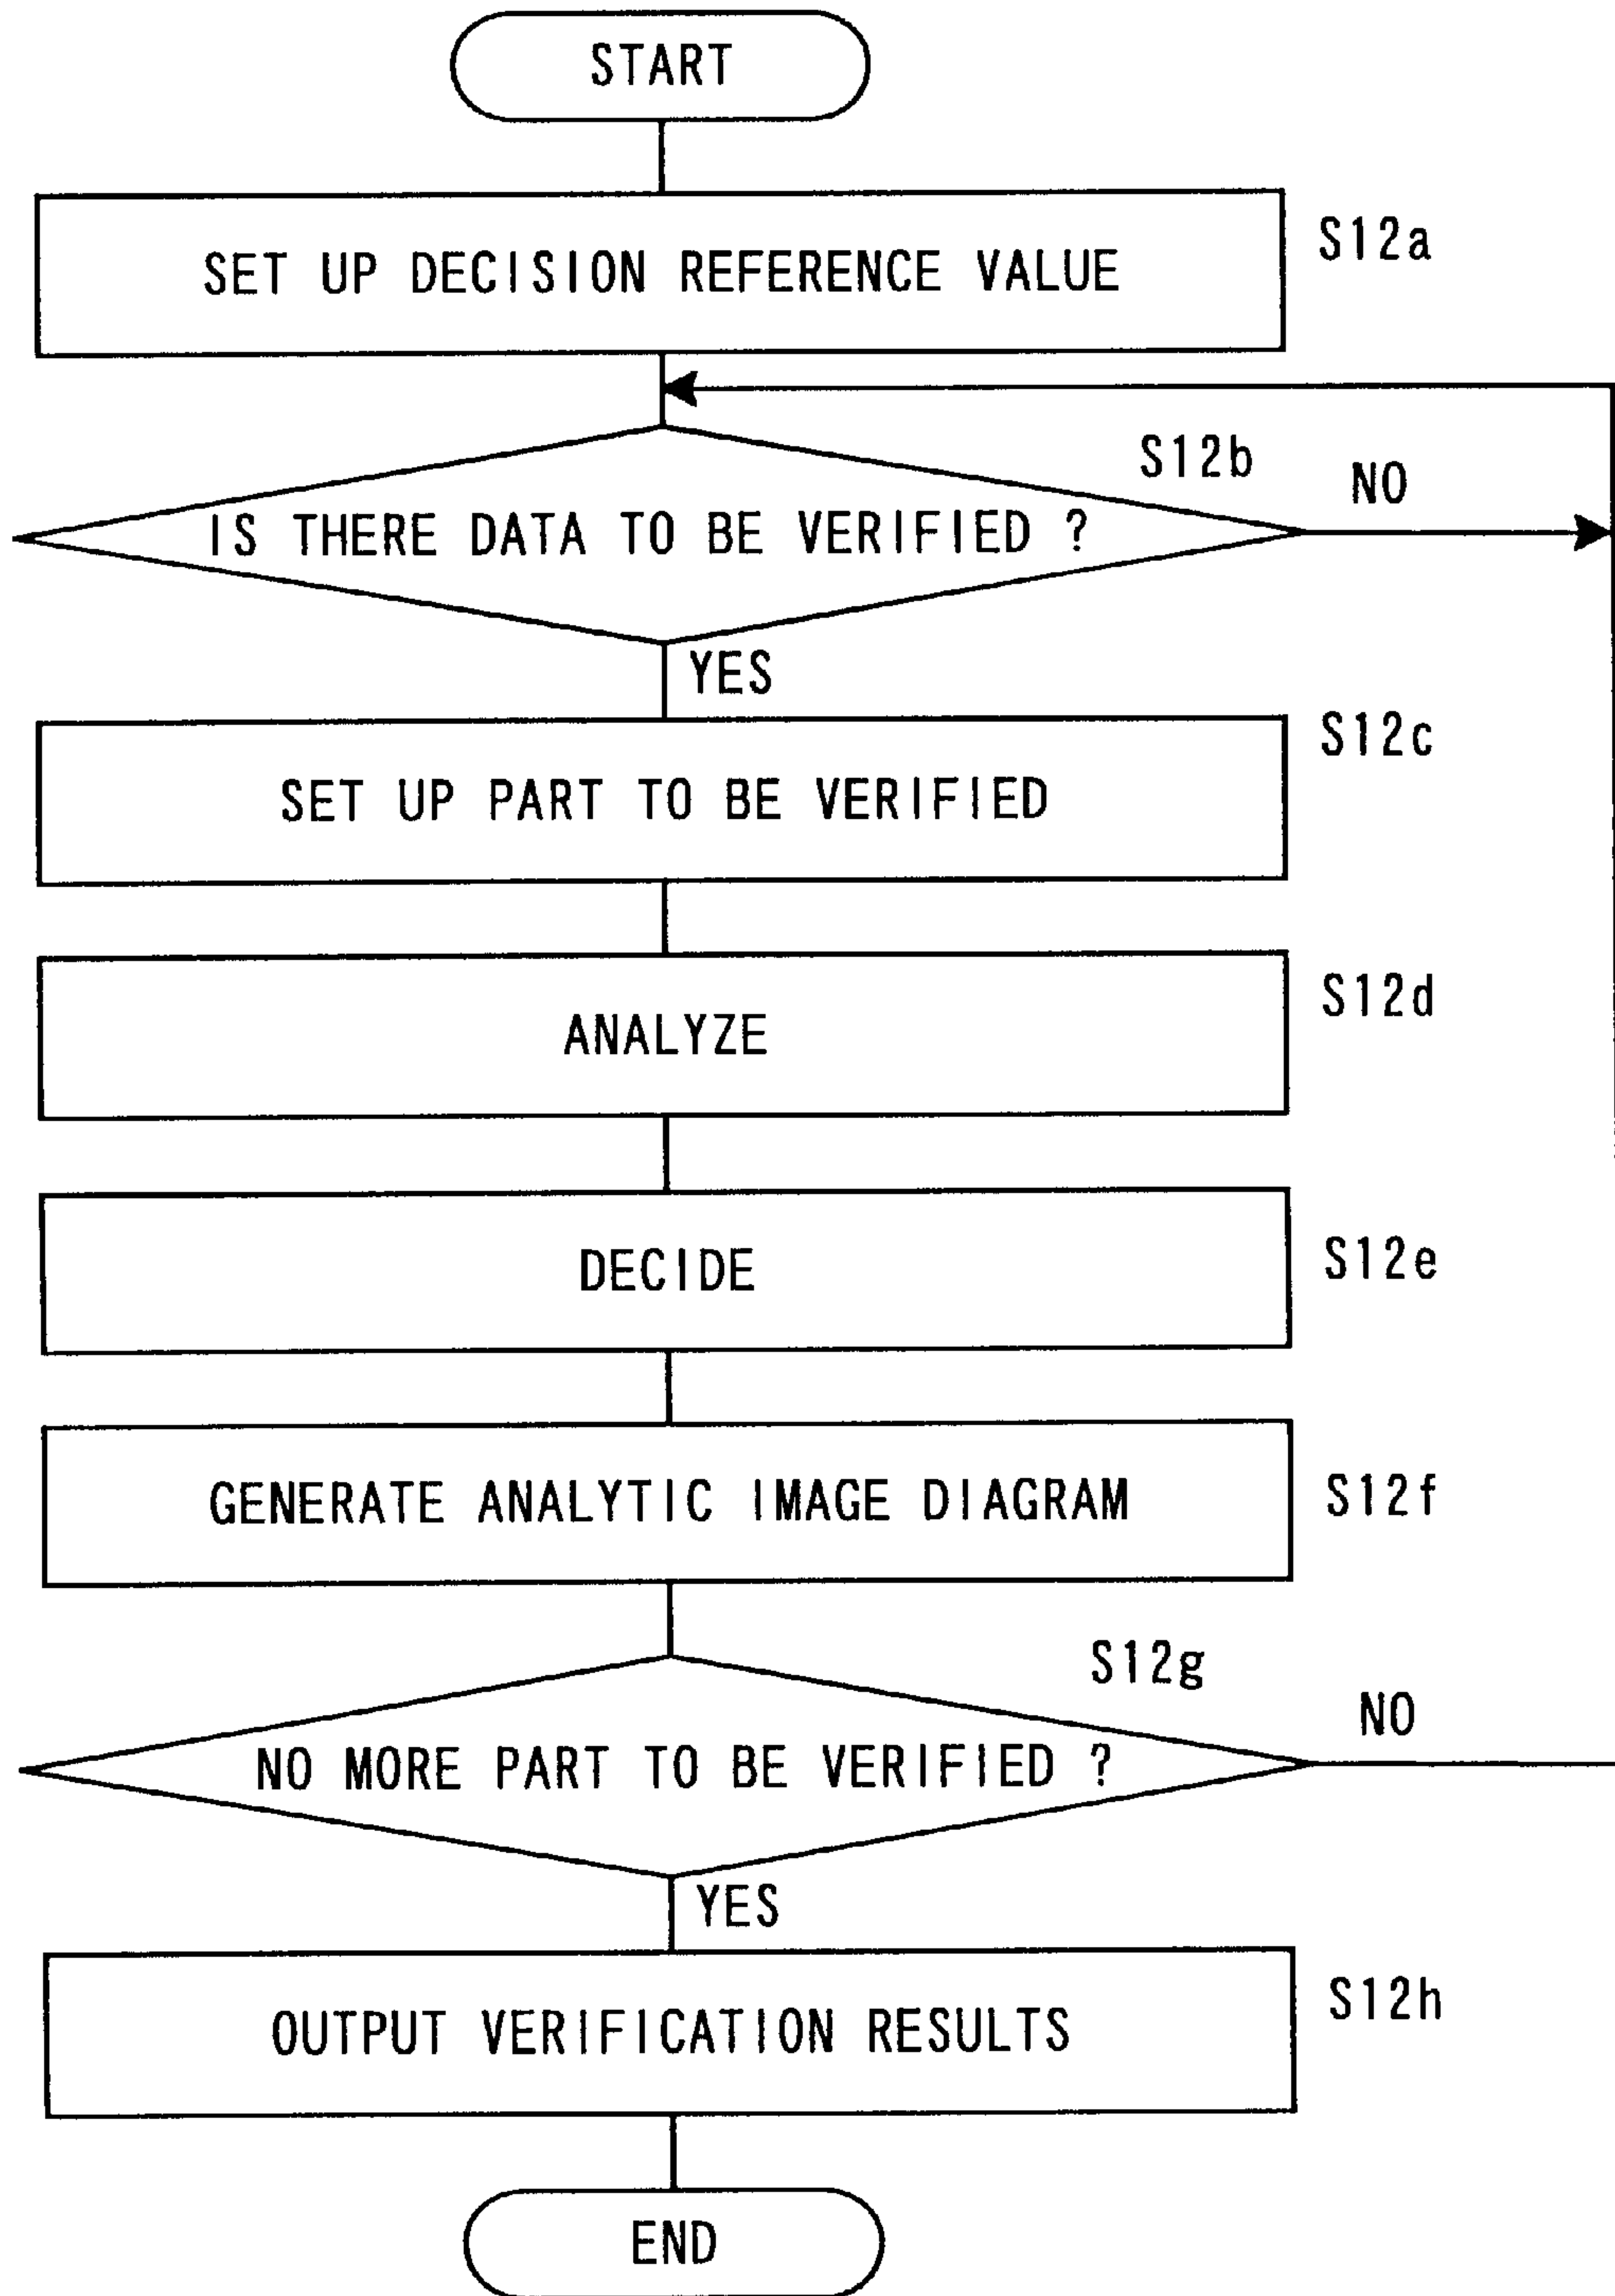 START
SET UP DECISION REFERENCE VALUE
S12a
S12b
NO
IS THERE DATA TO BE VERIFIED ?
YES
S12c
SET UP PART TO BE VERIFIED
S12d
ANALYZE
S12e
DECIDE
GENERATE ANALYTIC IMAGE DIAGRAM
S12f
S12g
NO
NO MORE PART TO BE VERIFIED ?
YES
S12h
OUTPUT VERIFICATION RESULTS
END